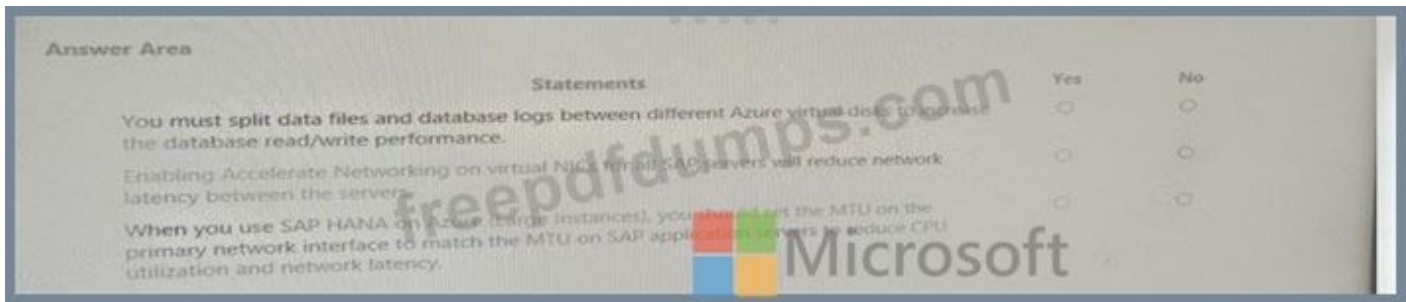 Answer Area
Statements Yes No
You must split data files and database logs between different Azure virtual disks to increase
the database read/write performance.
Enabling Accelerate Networking on virtual NICs for all SAP servers will reduce network
latency between the servers.
When you use SAP HANA on Azure (Large Instances), you should set the MTU on the
primary network interface to match the MTU on SAP application servers to reduce CPU
utilization and network latency.
freepdfdumps.com
Microsoft